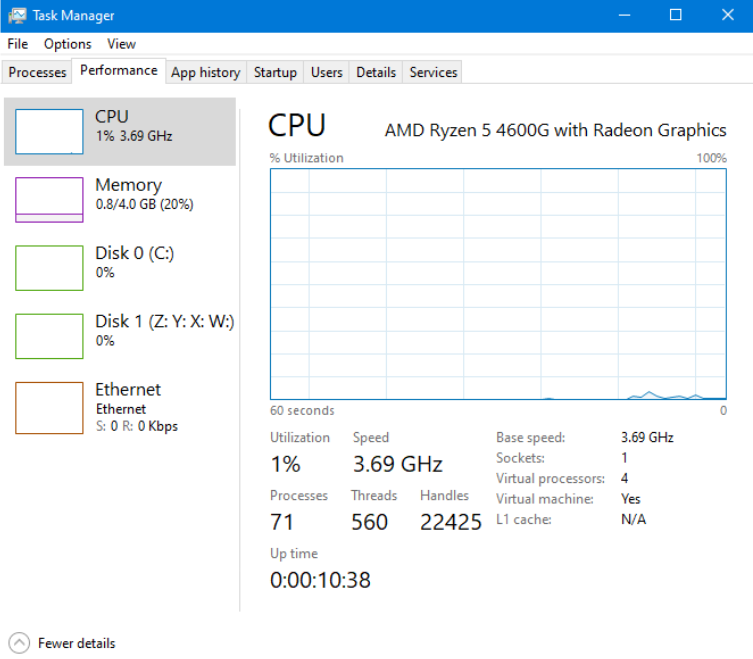 Task Manager
File Options View
Processes Performance App history Startup Users Details Services
CPU
1% 3.69 GHz
Memory
0.8/4.0 GB (20%)
Disk 0 (C:)
0%
Disk 1 (Z: Y: X: W:)
0%
Ethernet
Ethernet
S: 0 R: 0 Kbps
CPU AMD Ryzen 5 4600G with Radeon Graphics
% Utilization 100%
60 seconds 0
Utilization Speed
1% 3.69 GHz
Processes Threads Handles
71 560 22425
Up time
0:00:10:38
Base speed: 3.69 GHz
Sockets: 1
Virtual processors: 4
Virtual machine: Yes
L1 cache: N/A
Fewer details